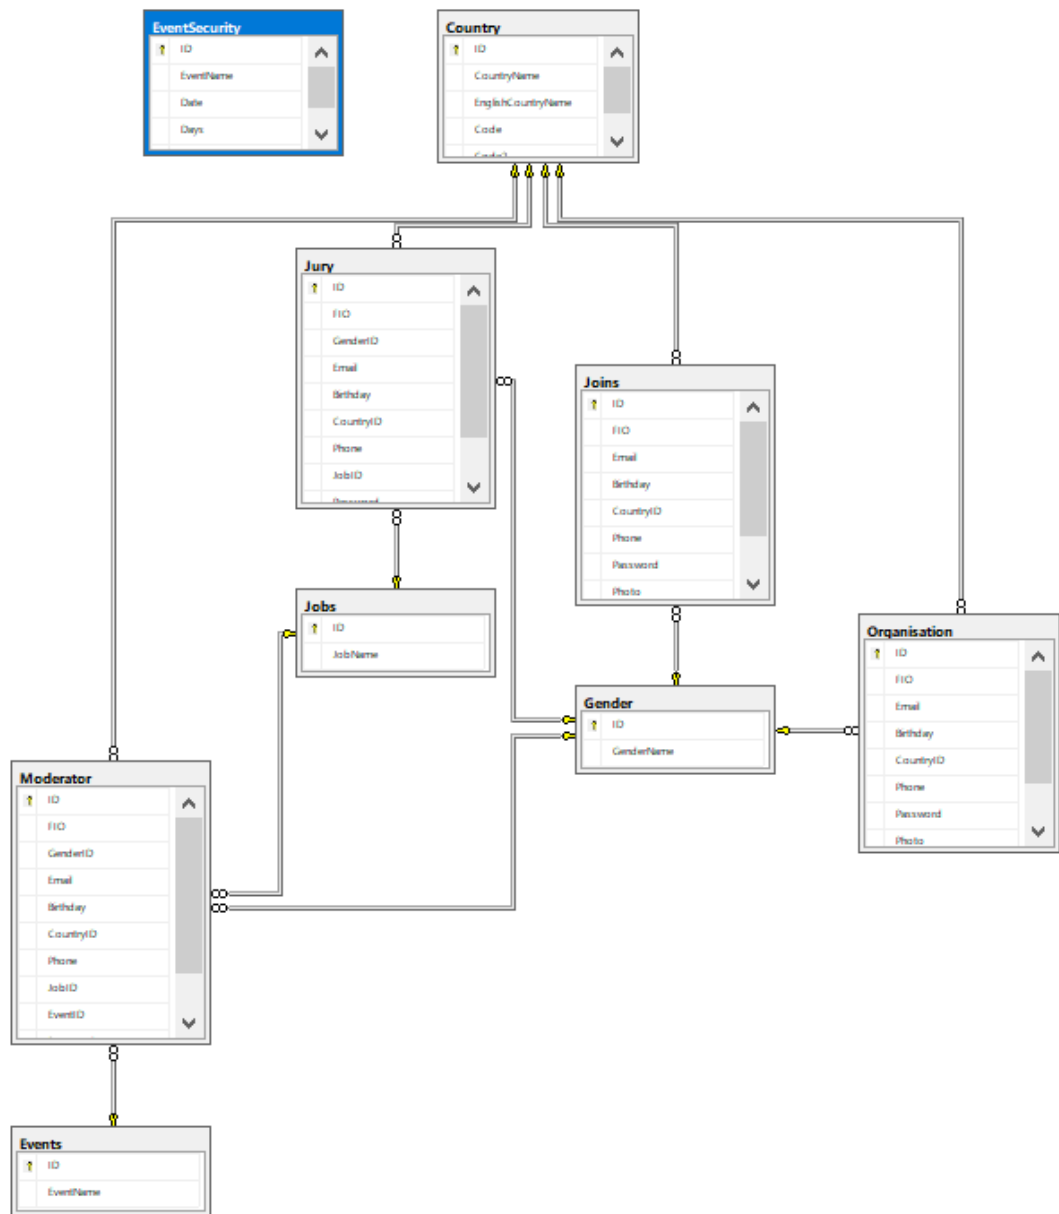 EventSecurity
ID
EventName
Date
Days
Country
ID
CountryName
EnglishCountryName
Code
Code2
Jury
ID
FIO
GenderID
Email
Birthday
CountryID
Phone
JobID
Password
Joins
ID
FIO
Email
Birthday
CountryID
Phone
Password
Photo
Jobs
ID
JobName
Organisation
ID
FIO
Email
Birthday
CountryID
Phone
Password
Photo
Gender
ID
GenderName
Moderator
ID
FIO
GenderID
Email
Birthday
CountryID
Phone
JobID
EventID
Events
ID
EventName